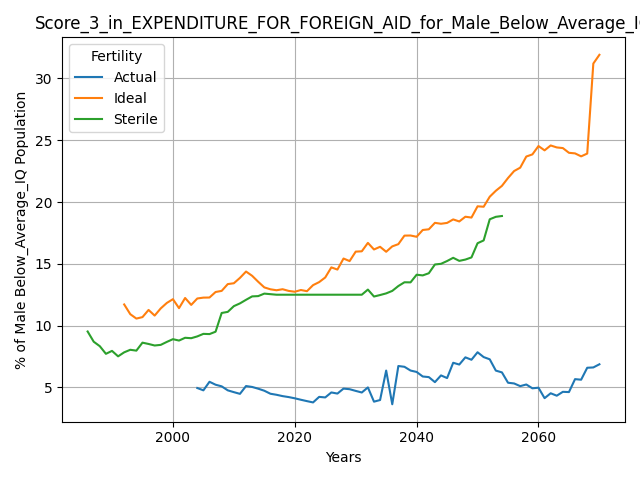 Score_3_in_EXPENDITURE_FOR_FOREIGN_AID_for_Male_Below_Average_I
Fertility
Actual
Ideal
Sterile
% of Male Below_Average_IQ Population
30
25
20
15
10
5
2000
2020
2040
2060
Years